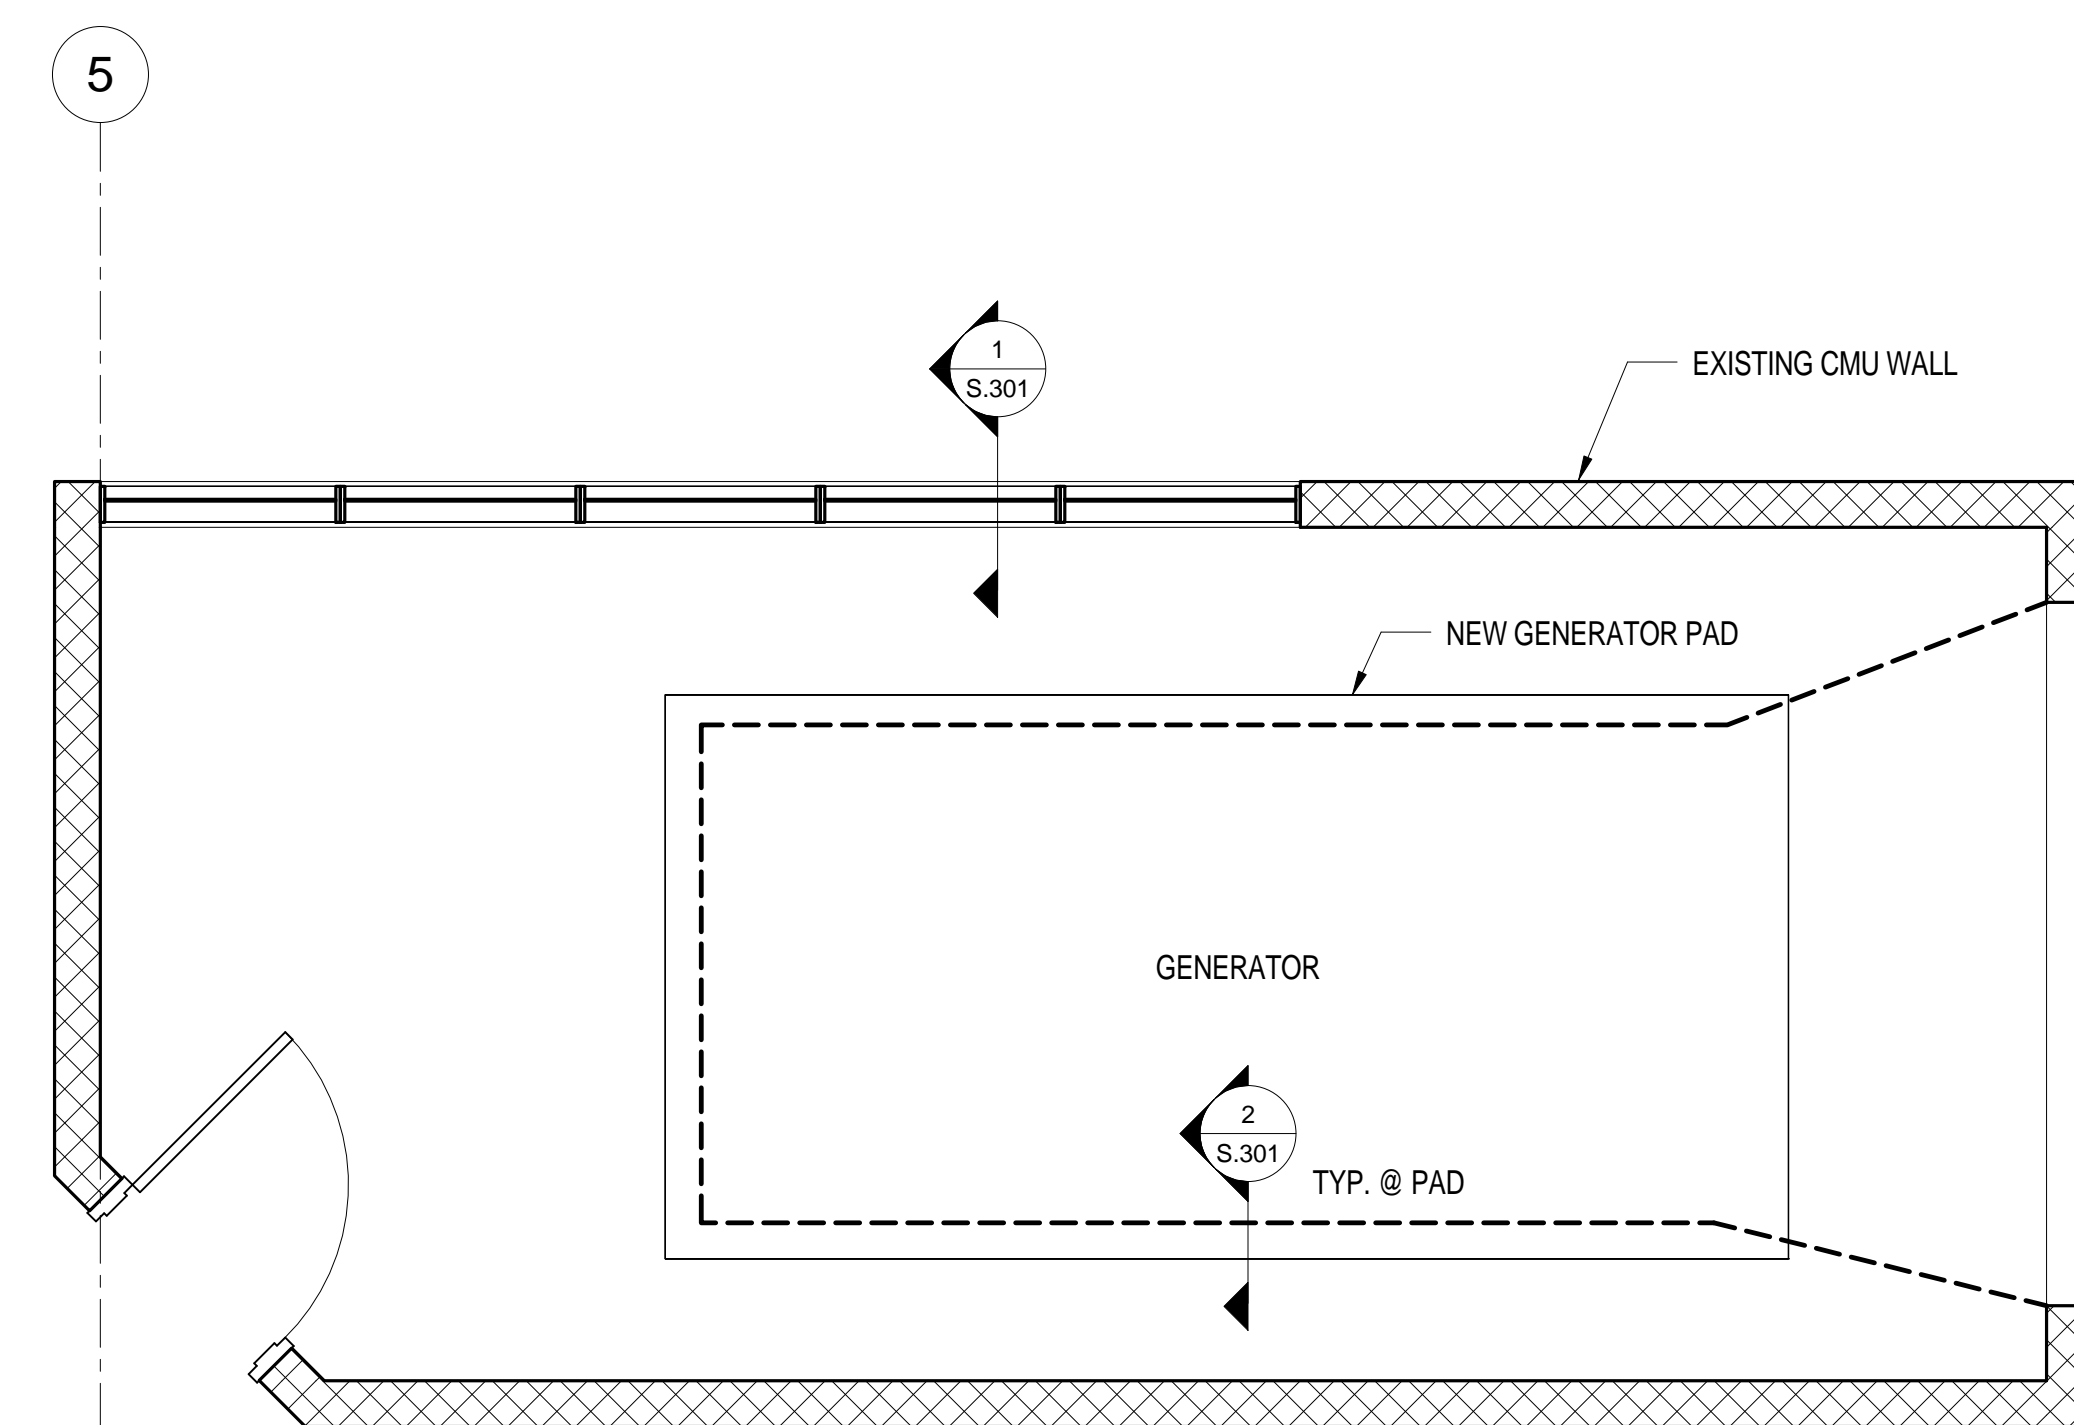 5
1
S.301
EXISTING CMU WALL
NEW GENERATOR PAD
GENERATOR
2
S.301
TYP. @ PAD